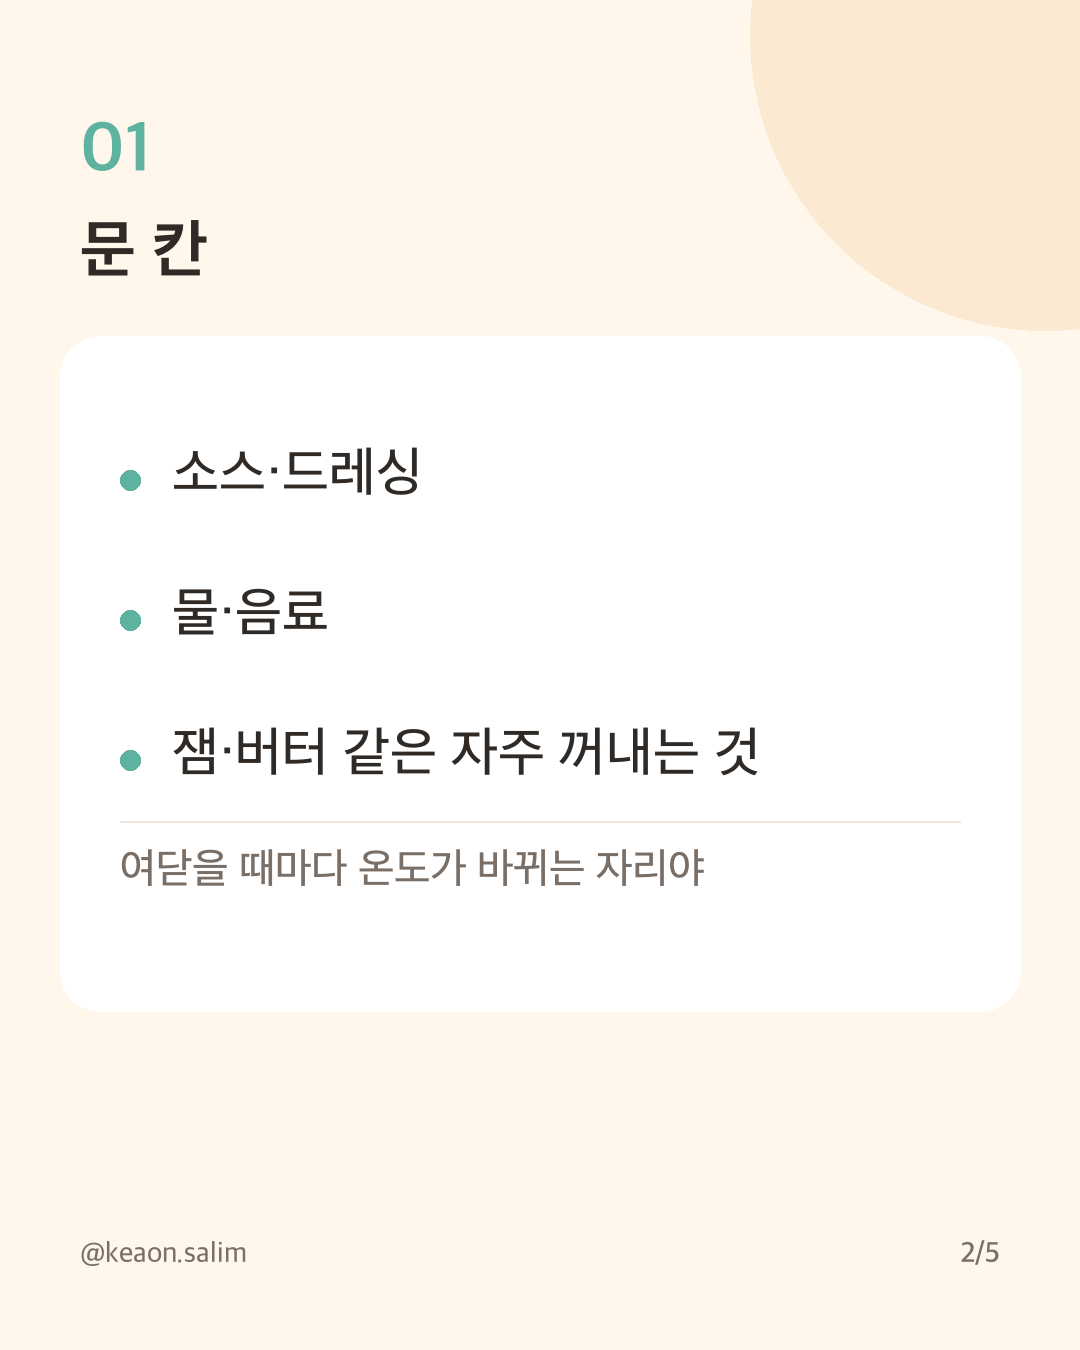 01
문 칸
소스·드레싱
물·음료
잼·버터 같은 자주 꺼내는 것
여닫을 때마다 온도가 바뀌는 자리야
@keaon.salim
2/5